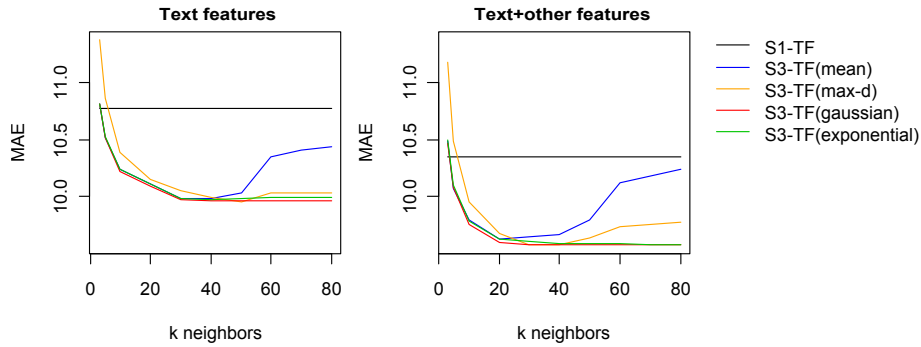 Text features
MAE
11.0
10.5
10.0
0 20 40 60 80
k neighbors
Text+other features
MAE
11.0
10.5
10.0
0 20 40 60 80
k neighbors
S1-TF
S3-TF(mean)
S3-TF(max-d)
S3-TF(gaussian)
S3-TF(exponential)